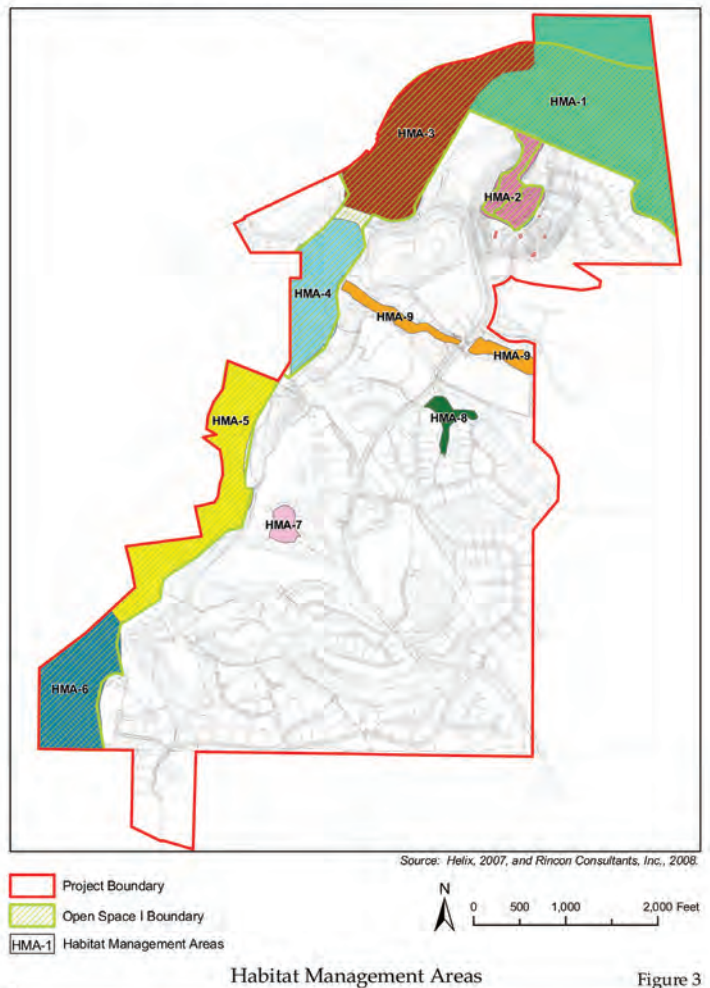 HMA-1
HMA-3
HMA-2
HMA-4
HMA-9
HMA-9
HMA-5
HMA-8
HMA-7
HMA-6
Source: Helix, 2007, and Rincon Consultants, Inc., 2008.
Project Boundary
Open Space I Boundary
HMA-1 Habitat Management Areas
N
0 500 1,000 2,000 Feet
Habitat Management Areas Figure 3